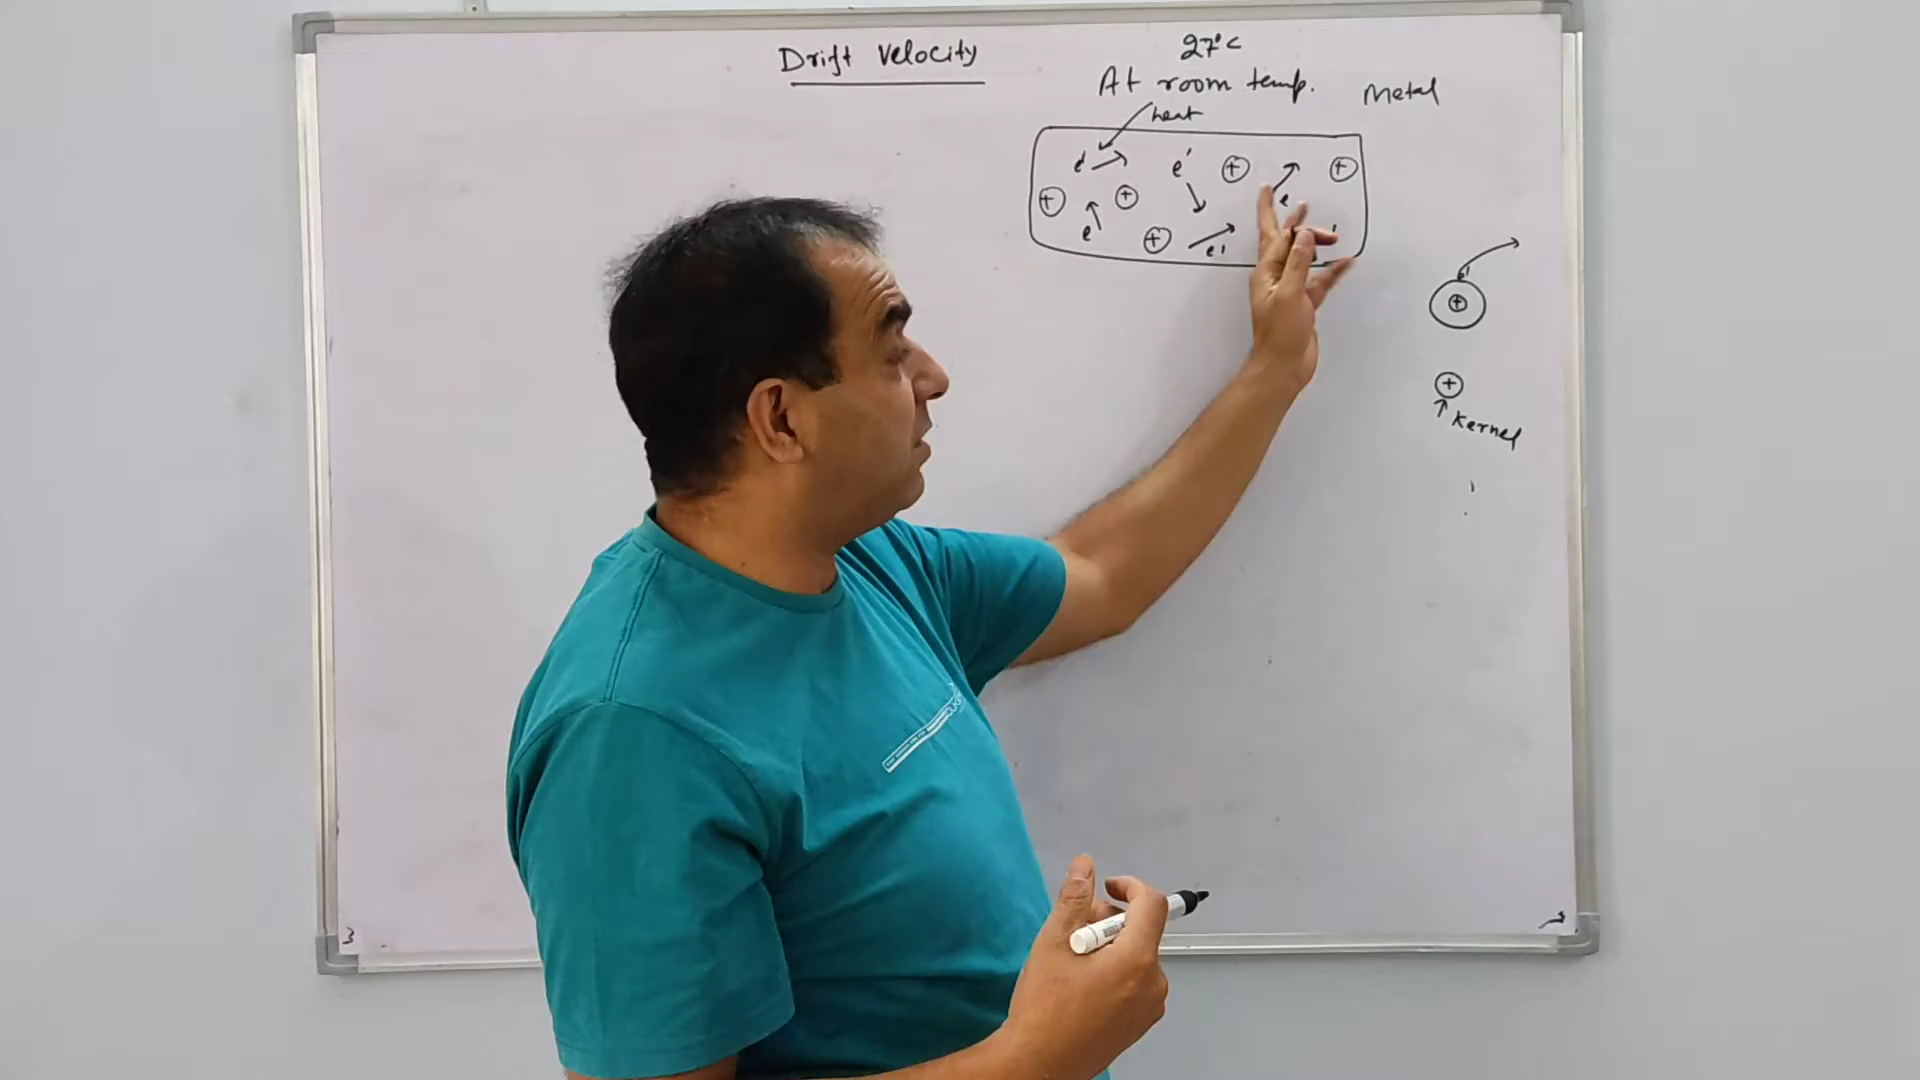 Drift Velocity
27°C
At room temp.
Metal
heat
e' e' + +
+ + e
e + e'
e'
+
+
Kernel